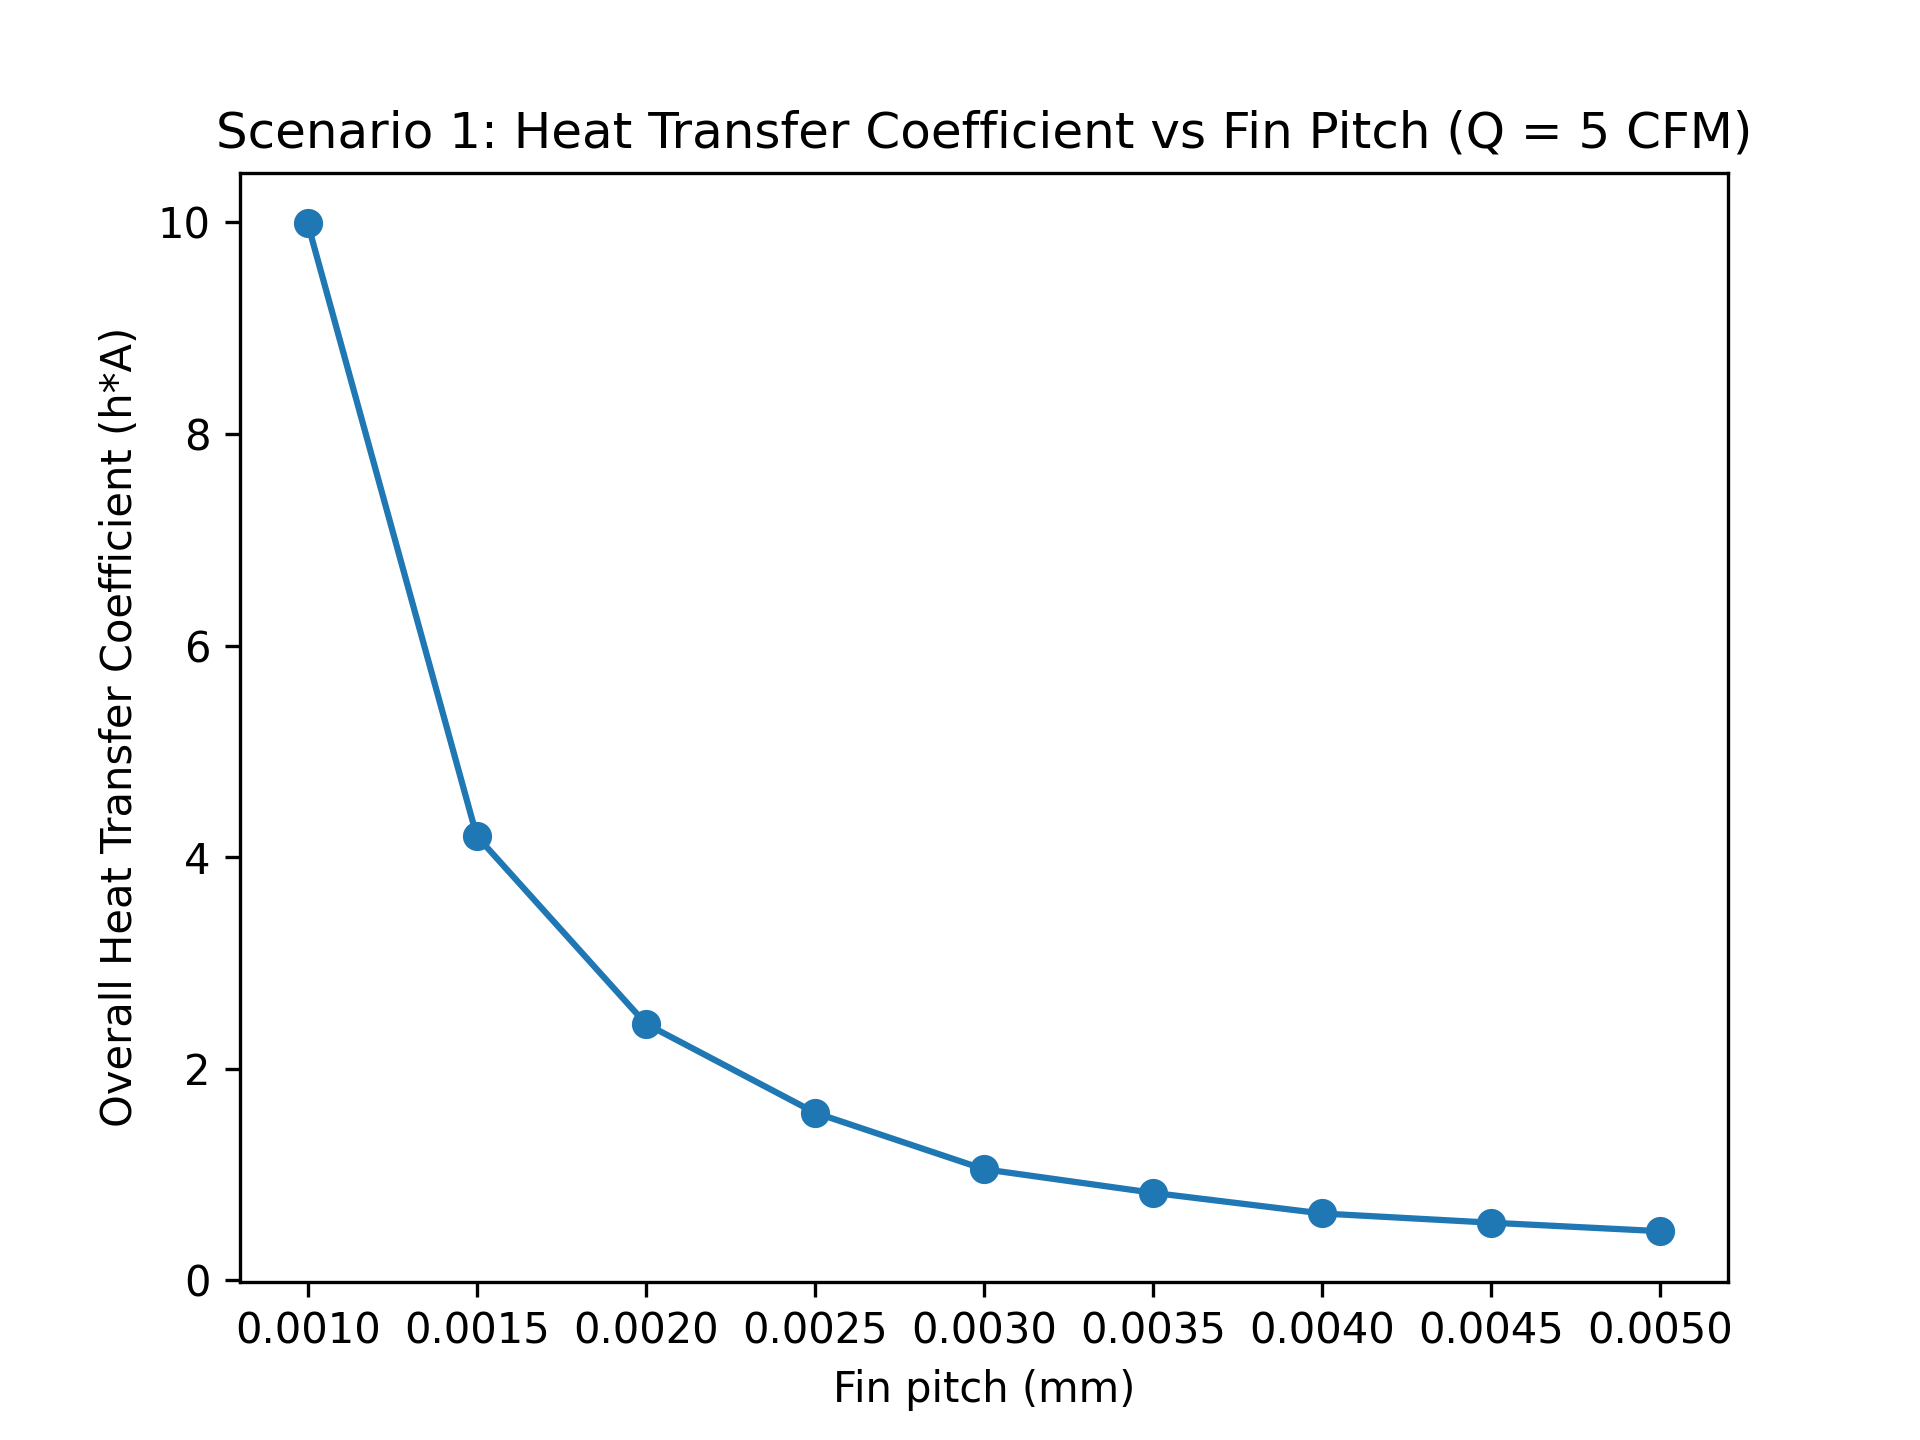 Scenario 1: Heat Transfer Coefficient vs Fin Pitch (Q = 5 CFM)
Overall Heat Transfer Coefficient (h*A)
10
8
6
4
2
0
0.0010 0.0015 0.0020 0.0025 0.0030 0.0035 0.0040 0.0045 0.0050
Fin pitch (mm)